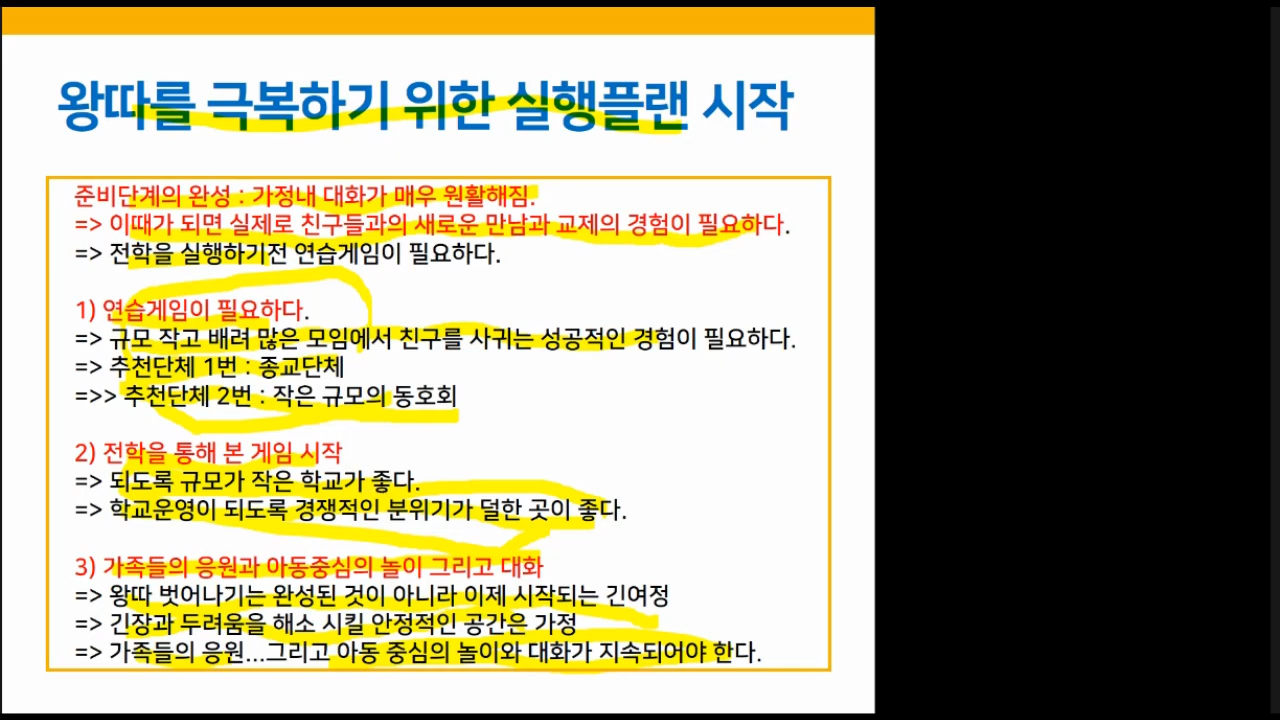 왕따를 극복하기 위한 실행플랜 시작
준비단계의 완성 : 가정내 대화가 매우 원활해짐.
=> 이때가 되면 실제로 친구들과의 새로운 만남과 교제의 경험이 필요하다.
=> 전학을 실행하기전 연습게임이 필요하다.
1) 연습게임이 필요하다.
=> 규모 작고 배려 많은 모임에서 친구를 사귀는 성공적인 경험이 필요하다.
=> 추천단체 1번 : 종교단체
=>> 추천단체 2번 : 작은 규모의 동호회
2) 전학을 통해 본 게임 시작
=> 되도록 규모가 작은 학교가 좋다.
=> 학교운영이 되도록 경쟁적인 분위기가 덜한 곳이 좋다.
3) 가족들의 응원과 아동중심의 놀이 그리고 대화
=> 왕따 벗어나기는 완성된 것이 아니라 이제 시작되는 긴여정
=> 긴장과 두려움을 해소 시킬 안정적인 공간은 가정
=> 가족들의 응원...그리고 아동 중심의 놀이와 대화가 지속되어야 한다.